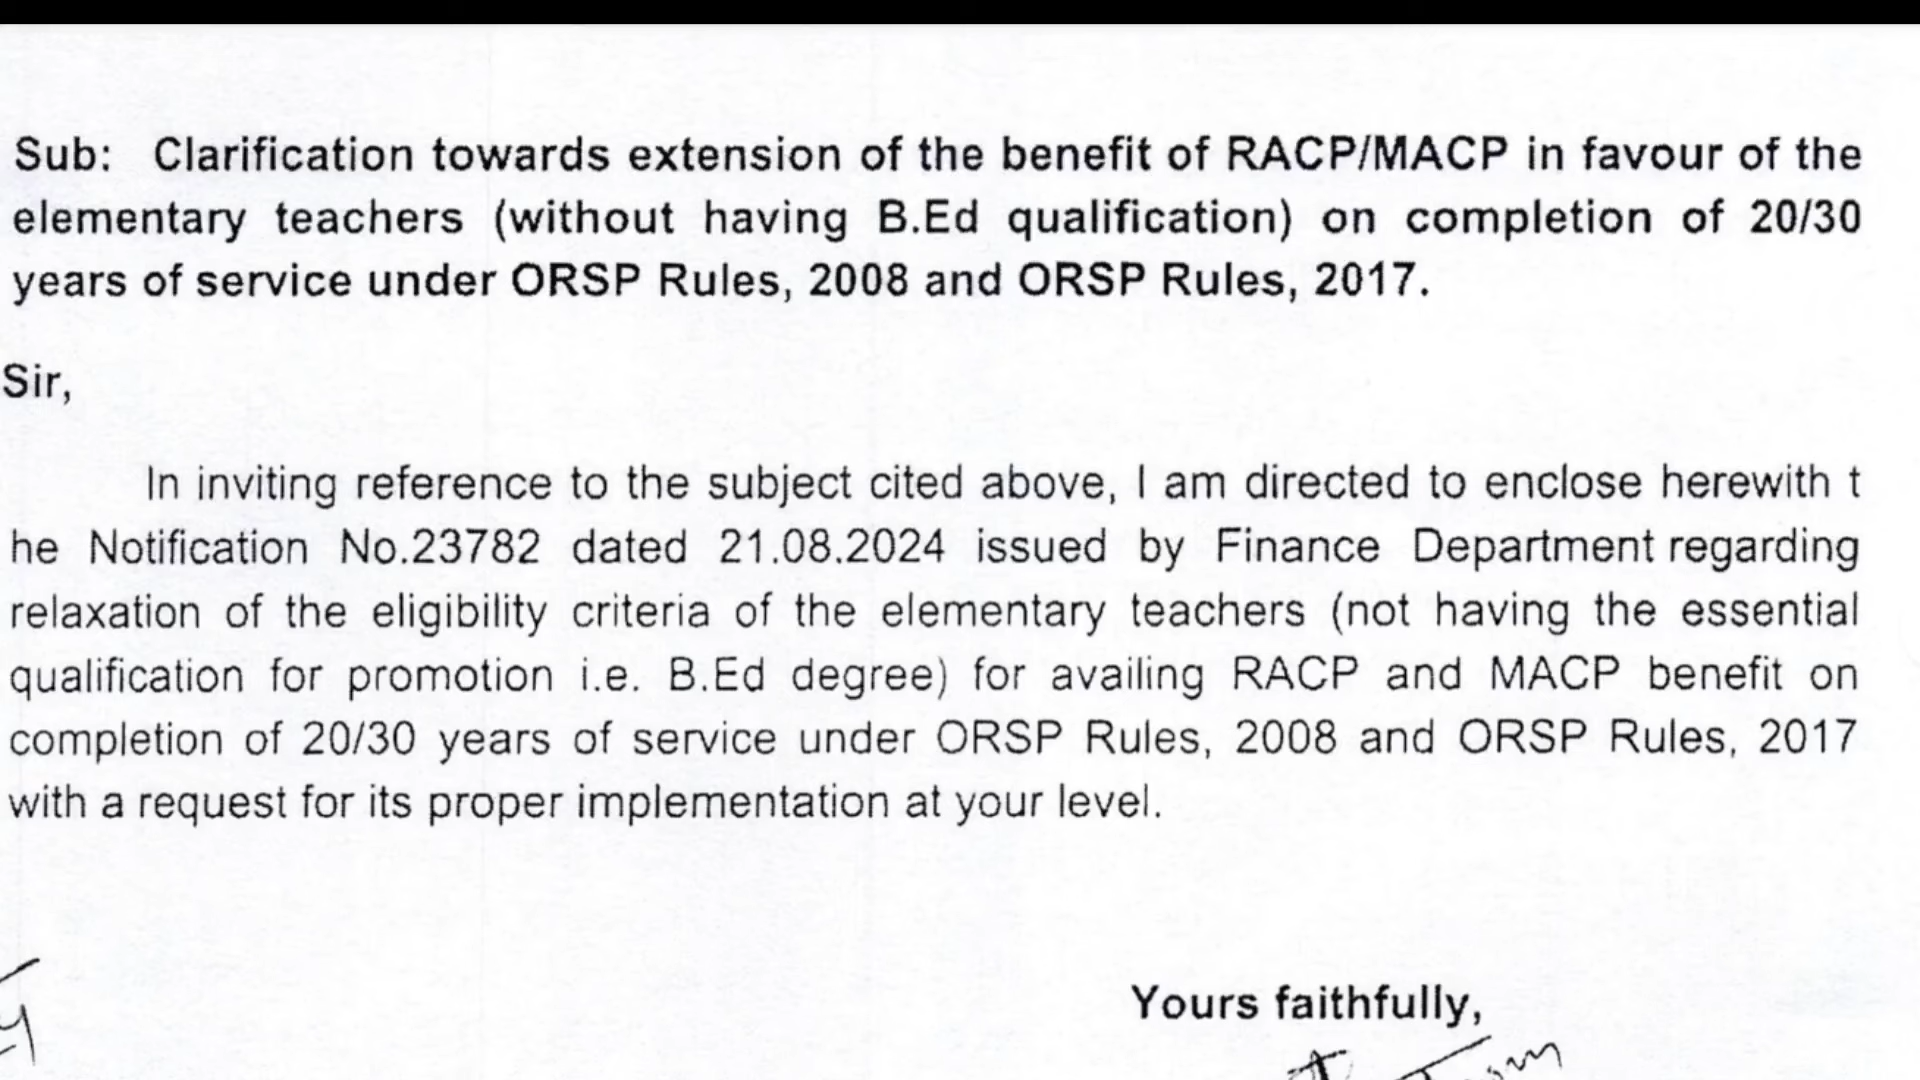 Sub: Clarification towards extension of the benefit of RACP/MACP in favour of the
elementary teachers (without having B.Ed qualification) on completion of 20/30
years of service under ORSP Rules, 2008 and ORSP Rules, 2017.
Sir,
In inviting reference to the subject cited above, I am directed to enclose herewith t
he Notification No.23782 dated 21.08.2024 issued by Finance Department regarding
relaxation of the eligibility criteria of the elementary teachers (not having the essential
qualification for promotion i.e. B.Ed degree) for availing RACP and MACP benefit on
completion of 20/30 years of service under ORSP Rules, 2008 and ORSP Rules, 2017
with a request for its proper implementation at your level.
Yours faithfully,